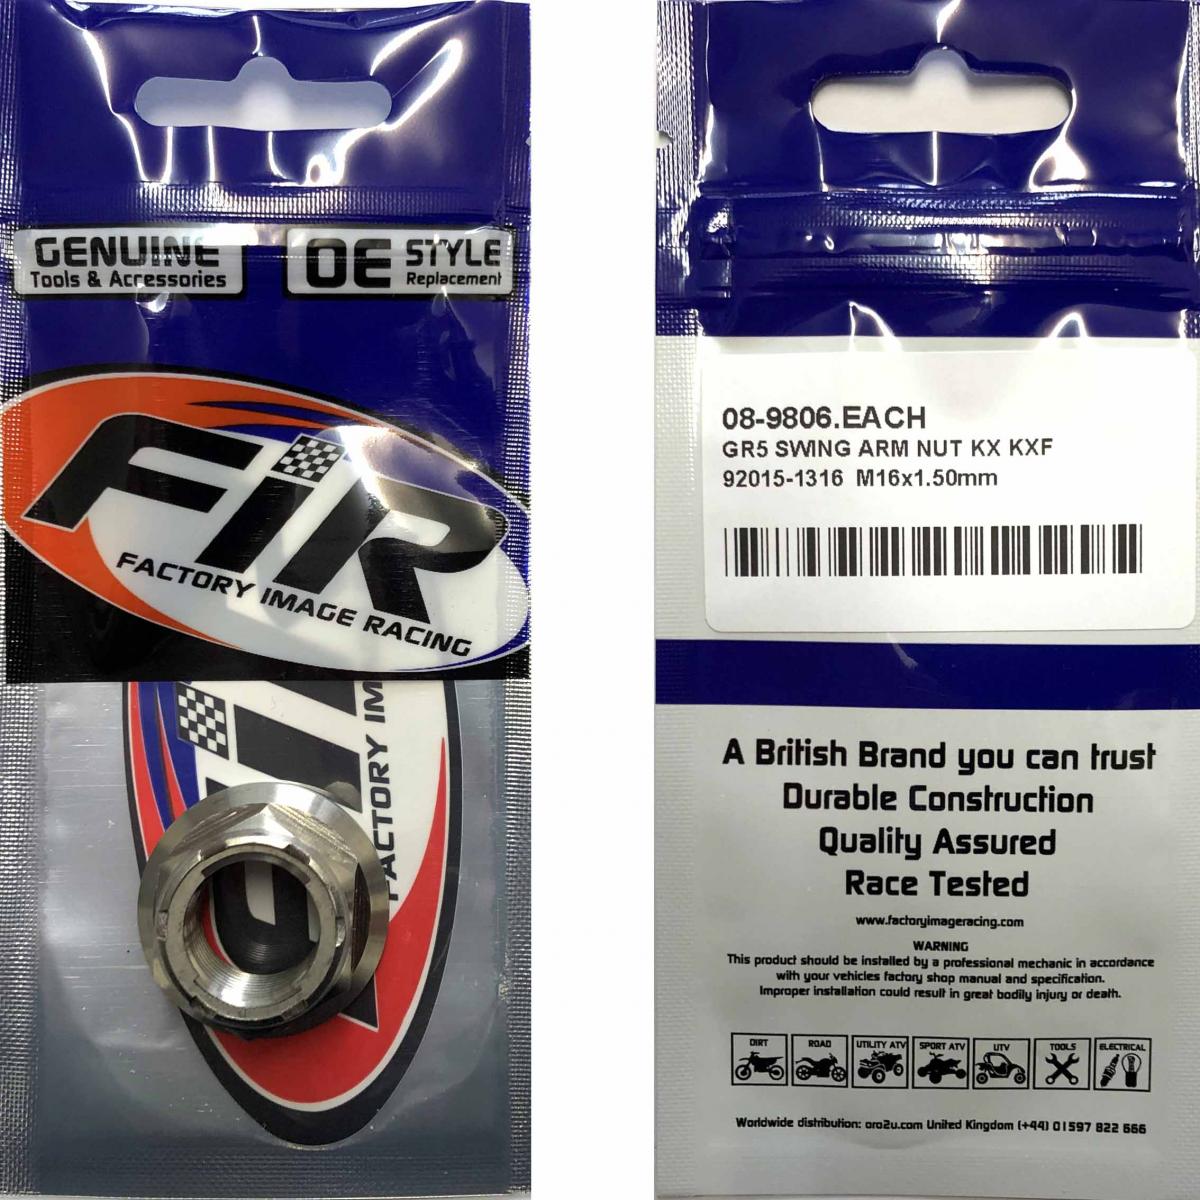 GENUINE
Tools & Accessories
OE STYLE
Replacement
FiR
FACTORY IMAGE RACING
FACTORY IM
08-9806.EACH
GR5 SWING ARM NUT KX KXF
92015-1316 M16x1.50mm
A British Brand you can trust
Durable Construction
Quality Assured
Race Tested
www.factoryimageracing.com
WARNING
This product should be installed by a professional mechanic in accordance
with your vehicles factory shop manual and specification.
Improper installation could result in great bodily injury or death.
DIRT ROAD UTILITY ATV SPORT ATV UTV TOOLS ELECTRICAL
Worldwide distribution: oro2u.com United Kingdom (+44) 01597 822 666